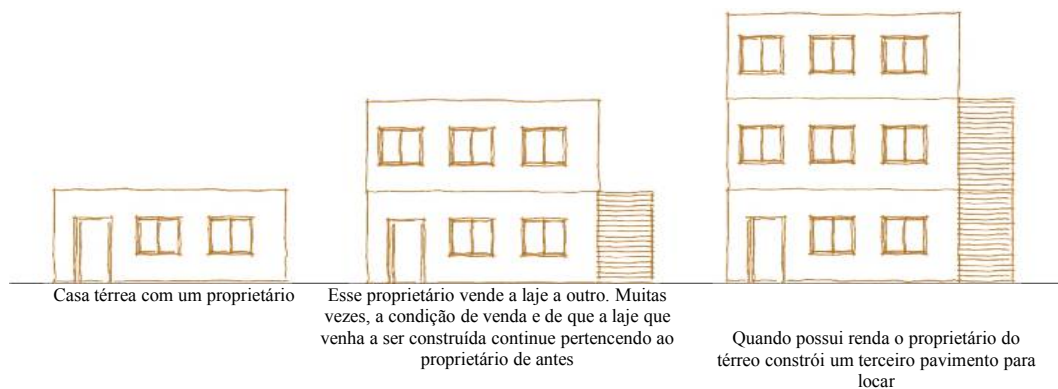 Casa térrea com um proprietário
Esse proprietário vende a laje a outro. Muitas
vezes, a condição de venda e de que a laje que
venha a ser construída continue pertencendo ao
proprietário de antes
Quando possui renda o proprietário do
térreo constrói um terceiro pavimento para
locar